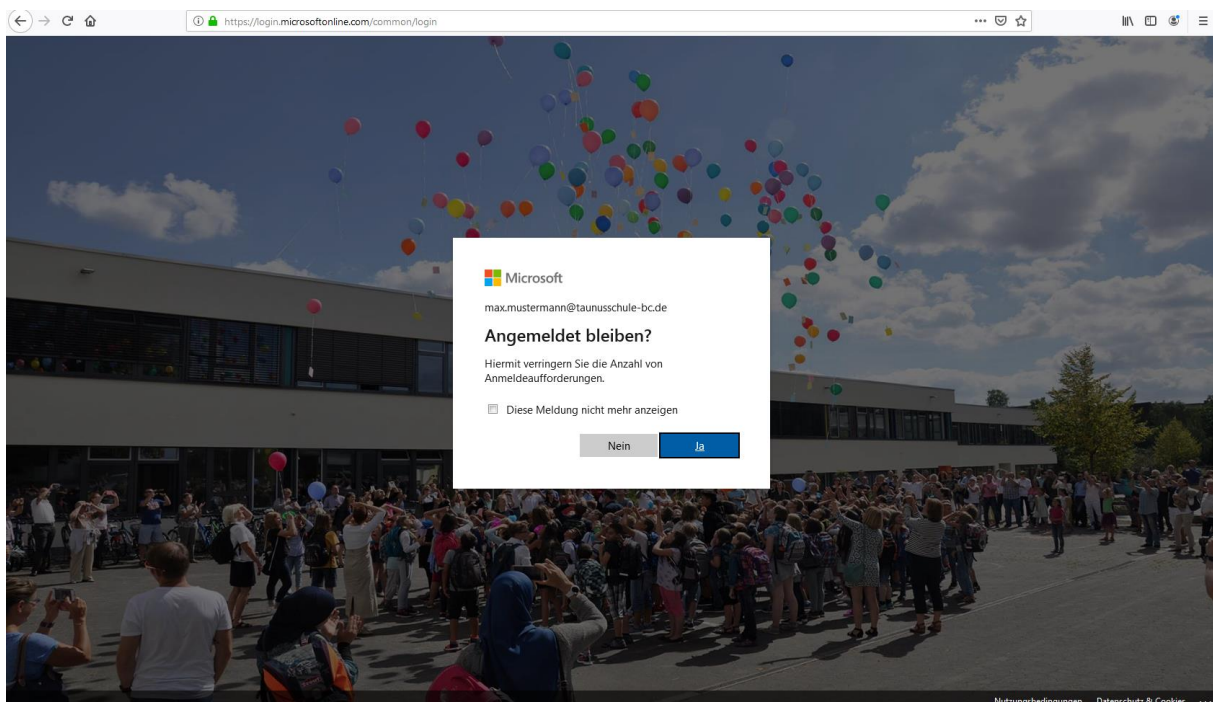 https://login.microsoftonline.com/common/login
Microsoft
max.mustermann@taunusschule-bc.de
Angemeldet bleiben?
Hiermit verringern Sie die Anzahl von
Anmeldeaufforderungen.
Diese Meldung nicht mehr anzeigen
Nein Ja
Nutzungsbedingungen Datenschutz & Cookies ...